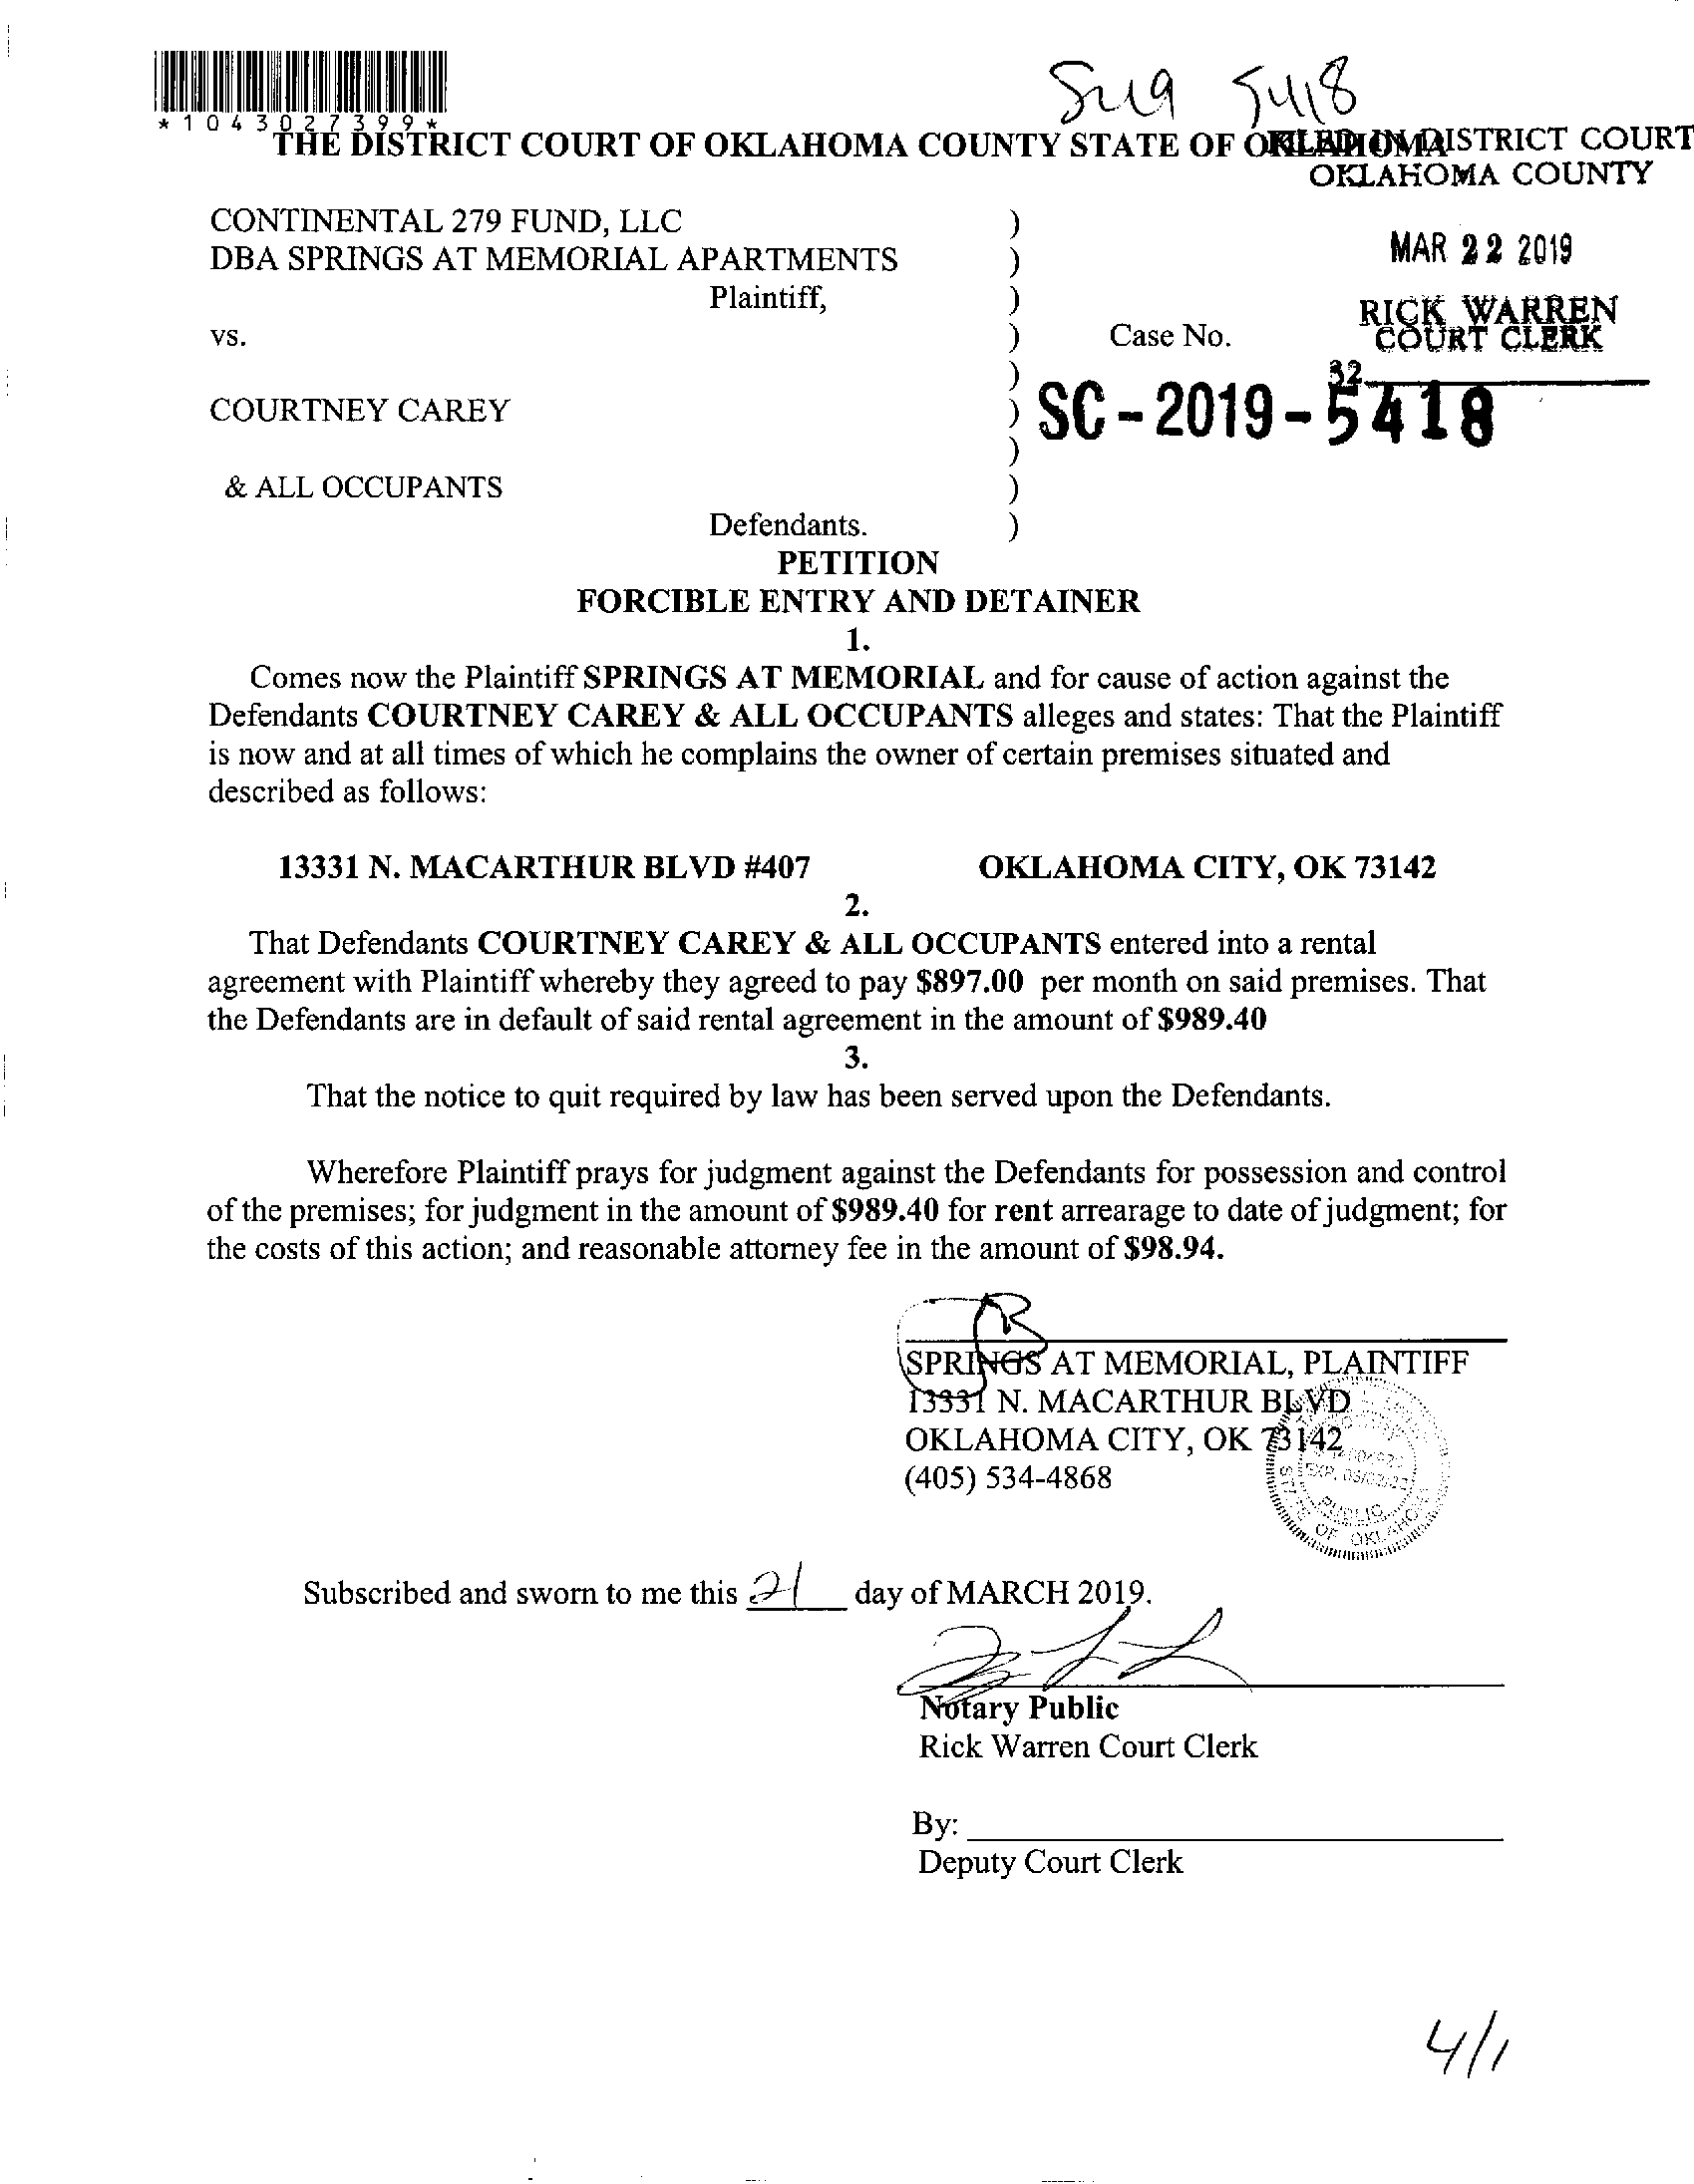 Su19 5418
*1043027399*
THE DISTRICT COURT OF OKLAHOMA COUNTY STATE OF OKLAHOMA
FILED IN DISTRICT COURT
OKLAHOMA COUNTY
CONTINENTAL 279 FUND, LLC )
DBA SPRINGS AT MEMORIAL APARTMENTS )
MAR 22 2019
Plaintiff, )
RICK WARREN
COURT CLERK
vs. ) Case No.
32
)
COURTNEY CAREY ) SC-2019-5418
)
& ALL OCCUPANTS )
Defendants. )
PETITION
FORCIBLE ENTRY AND DETAINER
1.
Comes now the Plaintiff SPRINGS AT MEMORIAL and for cause of action against the
Defendants COURTNEY CAREY & ALL OCCUPANTS alleges and states: That the Plaintiff
is now and at all times of which he complains the owner of certain premises situated and
described as follows:
13331 N. MACARTHUR BLVD #407 OKLAHOMA CITY, OK 73142
2.
That Defendants COURTNEY CAREY & ALL OCCUPANTS entered into a rental
agreement with Plaintiff whereby they agreed to pay $897.00 per month on said premises. That
the Defendants are in default of said rental agreement in the amount of $989.40
3.
That the notice to quit required by law has been served upon the Defendants.
Wherefore Plaintiff prays for judgment against the Defendants for possession and control
of the premises; for judgment in the amount of $989.40 for rent arrearage to date of judgment; for
the costs of this action; and reasonable attorney fee in the amount of $98.94.
SPRINGS AT MEMORIAL, PLAINTIFF
13331 N. MACARTHUR BLVD
OKLAHOMA CITY, OK 73142
(405) 534-4868
EXP.
PUBLIC
OF OKLAHO
Subscribed and sworn to me this 21 day of MARCH 2019.
Notary Public
Rick Warren Court Clerk
By:
Deputy Court Clerk
4/1